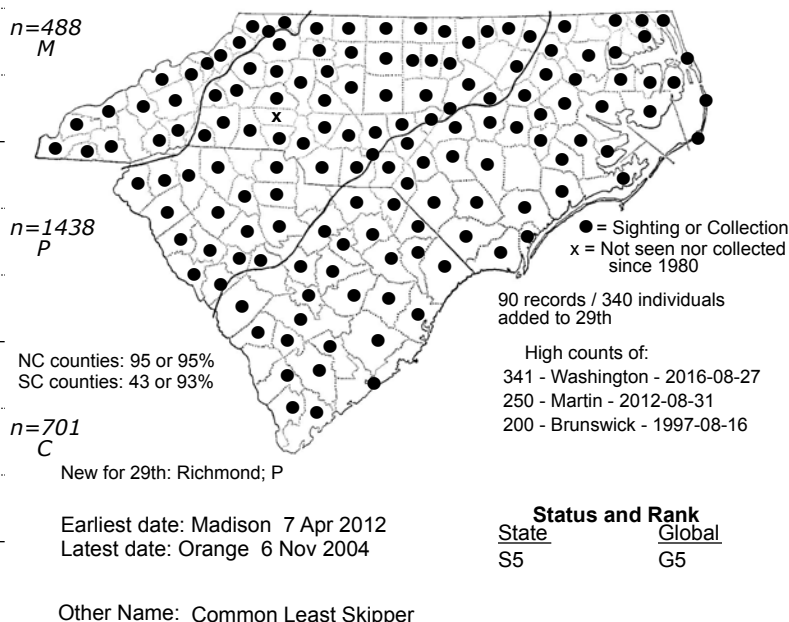 n=488
M
x
n=1438
P
● = Sighting or Collection
x = Not seen nor collected
since 1980
90 records / 340 individuals
added to 29th
High counts of:
NC counties: 95 or 95%
SC counties: 43 or 93%
341 - Washington - 2016-08-27
250 - Martin - 2012-08-31
200 - Brunswick - 1997-08-16
n=701
C
New for 29th: Richmond; P
Earliest date: Madison 7 Apr 2012
Latest date: Orange 6 Nov 2004
Status and Rank
State Global
S5 G5
Other Name: Common Least Skipper